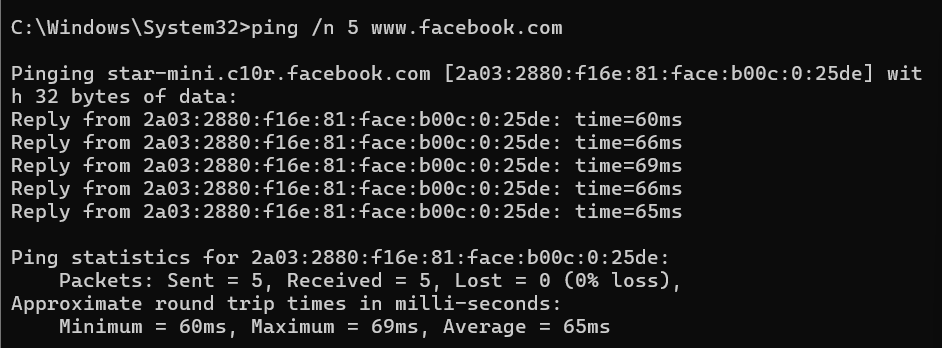 C:\Windows\System32>ping /n 5 www.facebook.com

Pinging star-mini.c10r.facebook.com [2a03:2880:f16e:81:face:b00c:0:25de] wit
h 32 bytes of data:
Reply from 2a03:2880:f16e:81:face:b00c:0:25de: time=60ms
Reply from 2a03:2880:f16e:81:face:b00c:0:25de: time=66ms
Reply from 2a03:2880:f16e:81:face:b00c:0:25de: time=69ms
Reply from 2a03:2880:f16e:81:face:b00c:0:25de: time=66ms
Reply from 2a03:2880:f16e:81:face:b00c:0:25de: time=65ms

Ping statistics for 2a03:2880:f16e:81:face:b00c:0:25de:
    Packets: Sent = 5, Received = 5, Lost = 0 (0% loss),
Approximate round trip times in milli-seconds:
    Minimum = 60ms, Maximum = 69ms, Average = 65ms